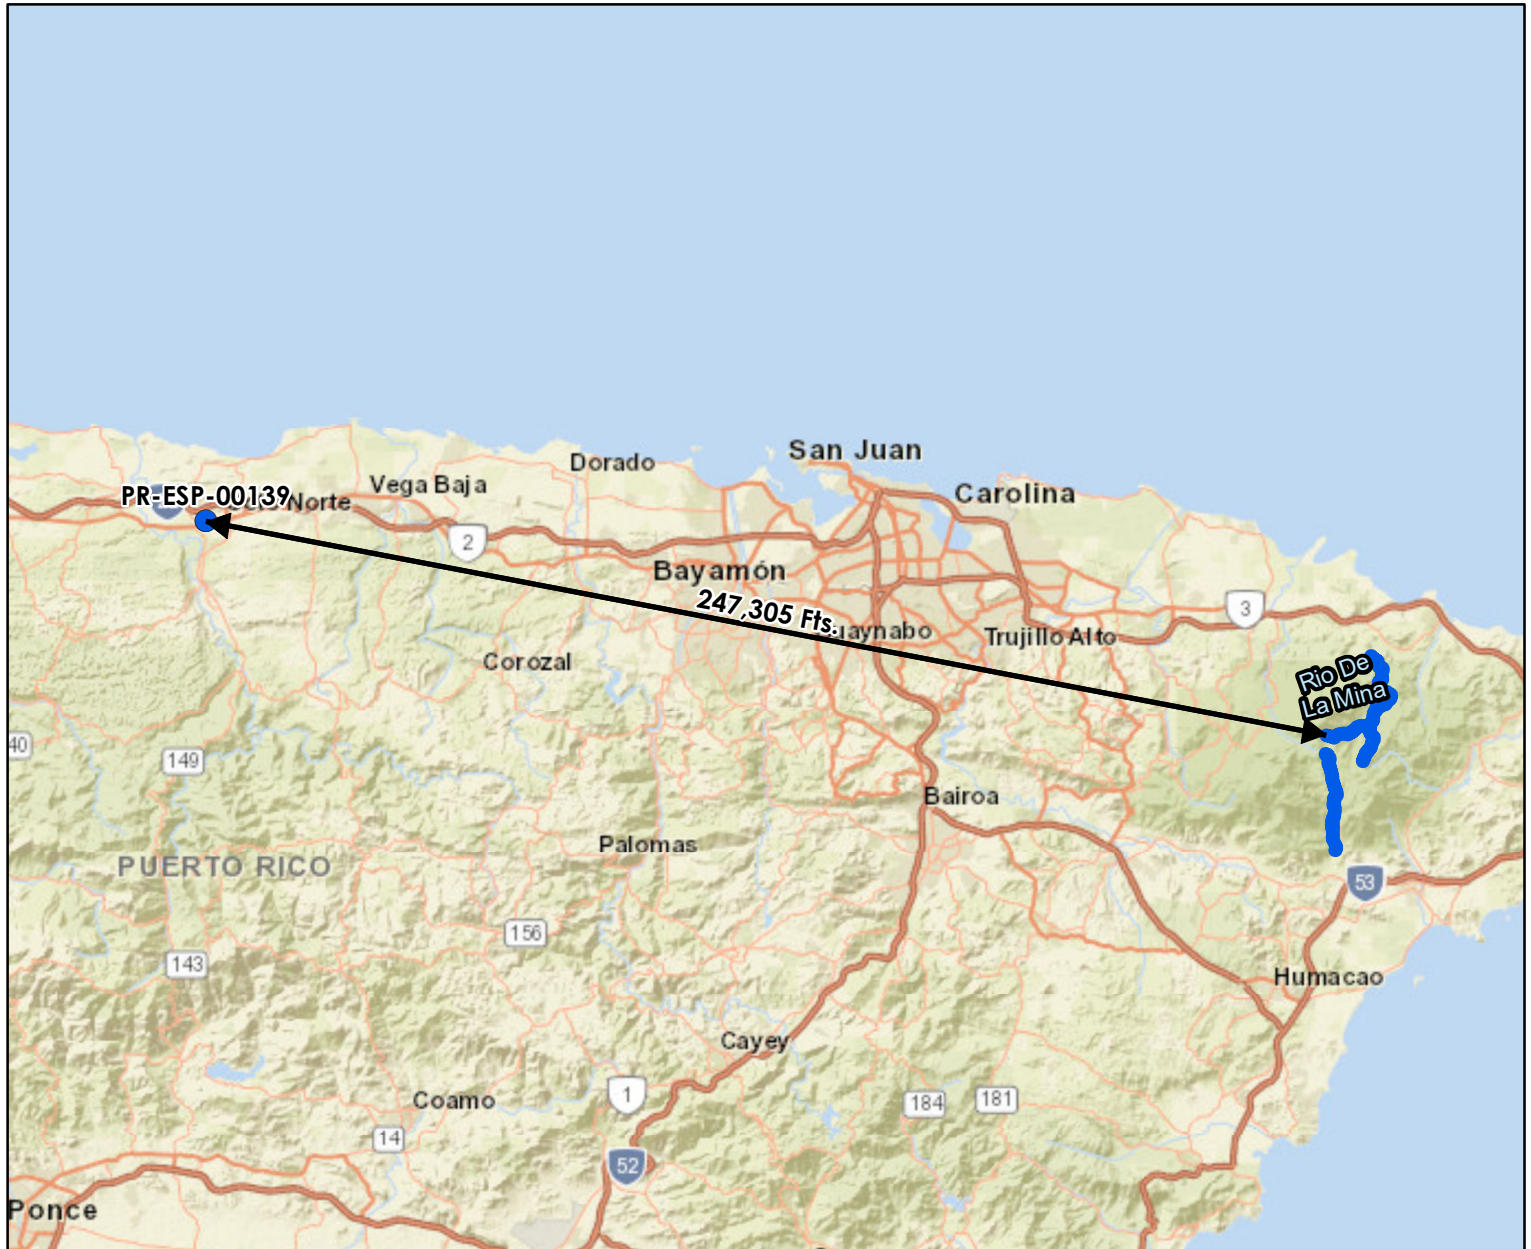 San Juan
Dorado
Vega Baja
Carolina
PR-ESP-00139
Norte
2
Bayamón
247,305 Fts.
3
uaynabo
Trujillo Alto
Corozal
Rio De
La Mina
40
149
Bairoa
Palomas
PUERTO RICO
53
156
143
Humacao
Cayey
1
Coamo
184
181
14
52
Ponce